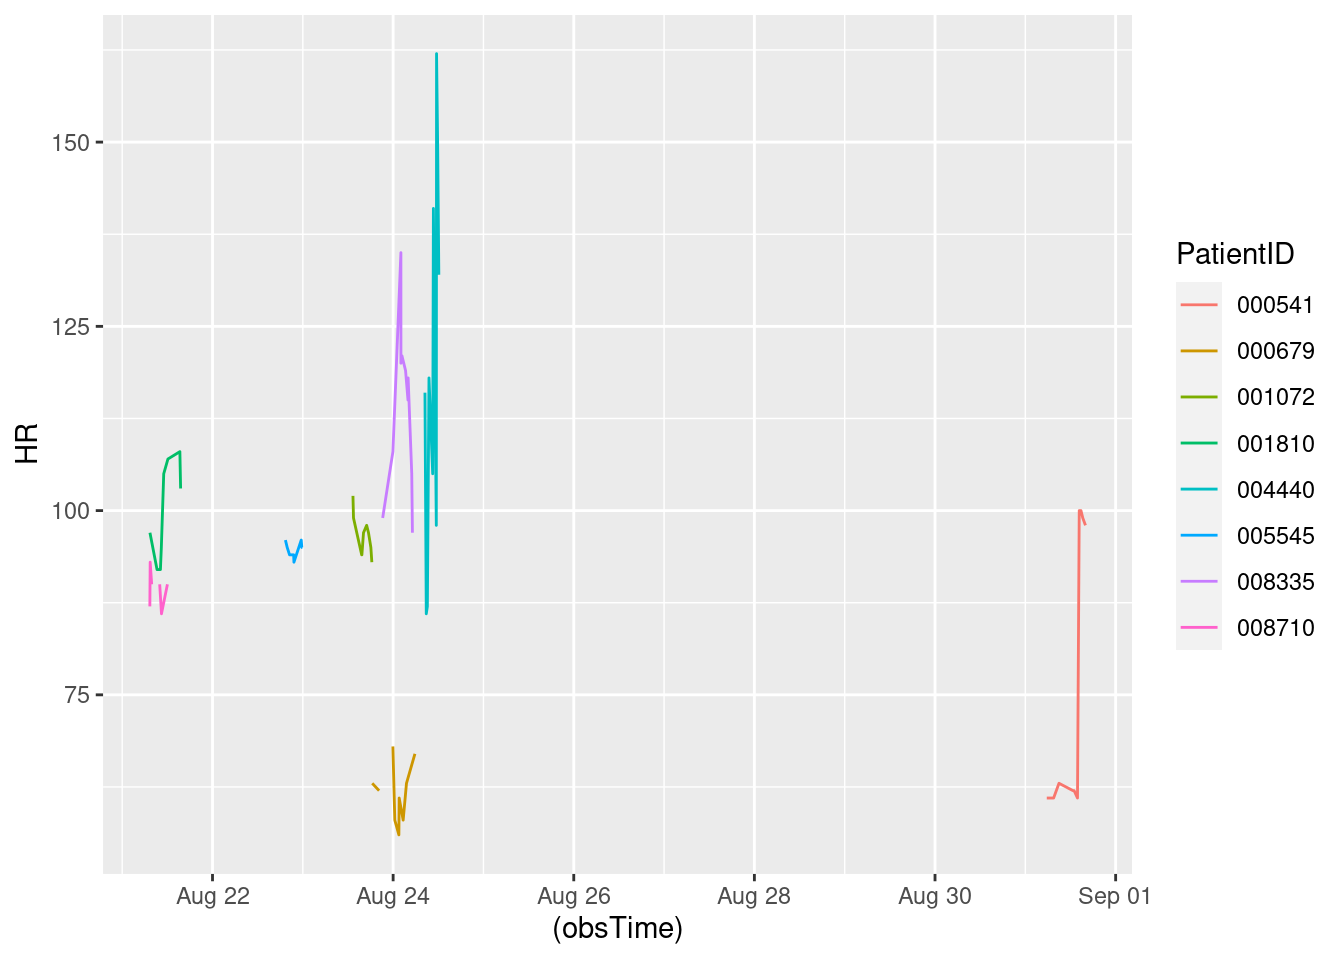 HR
150
125
100
75
Aug 22
Aug 24
Aug 26
Aug 28
Aug 30
Sep 01
(obsTime)
PatientID
000541
000679
001072
001810
004440
005545
008335
008710